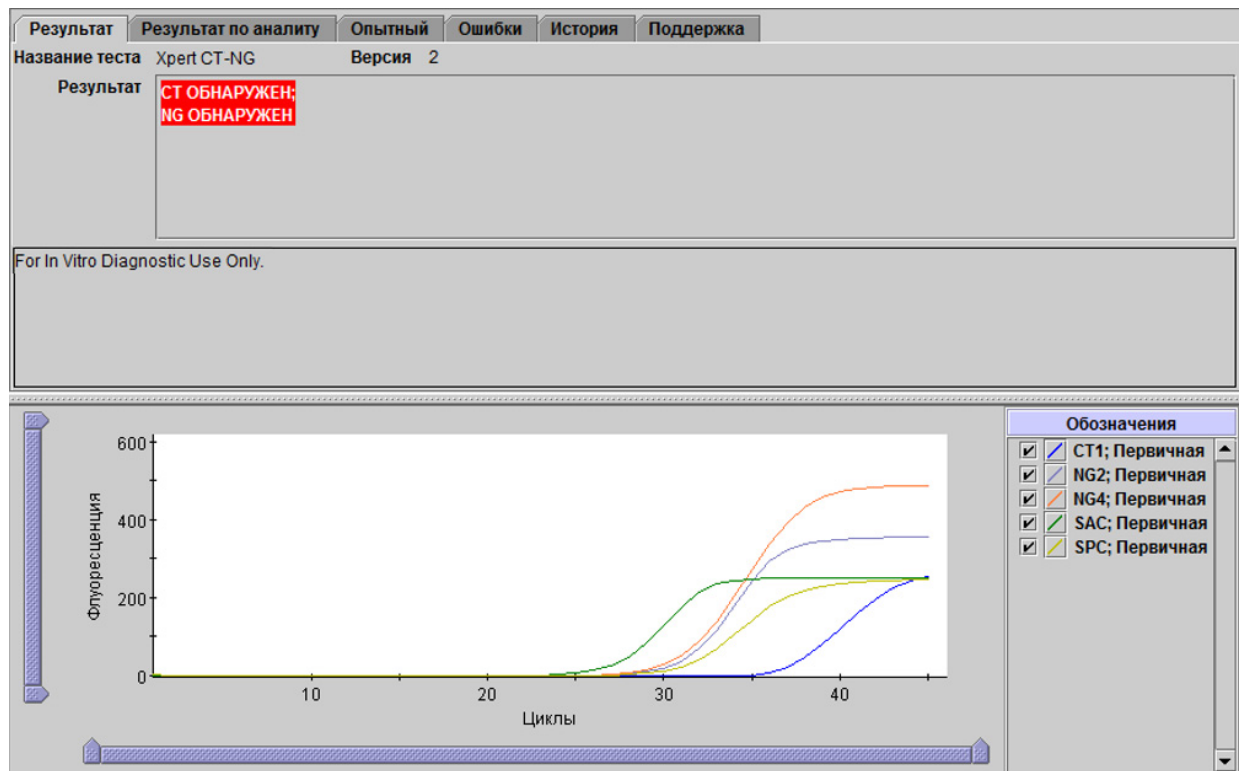 Результат Результат по аналиту Опытный Ошибки История Поддержка
Название теста Xpert CT-NG Версия 2
Результат
CT ОБНАРУЖЕН;
NG ОБНАРУЖЕН
For In Vitro Diagnostic Use Only.
600
400
200
0
10 20 30 40
Флуоресценция
Циклы
Обозначения
CT1; Первичная
NG2; Первичная
NG4; Первичная
SAC; Первичная
SPC; Первичная